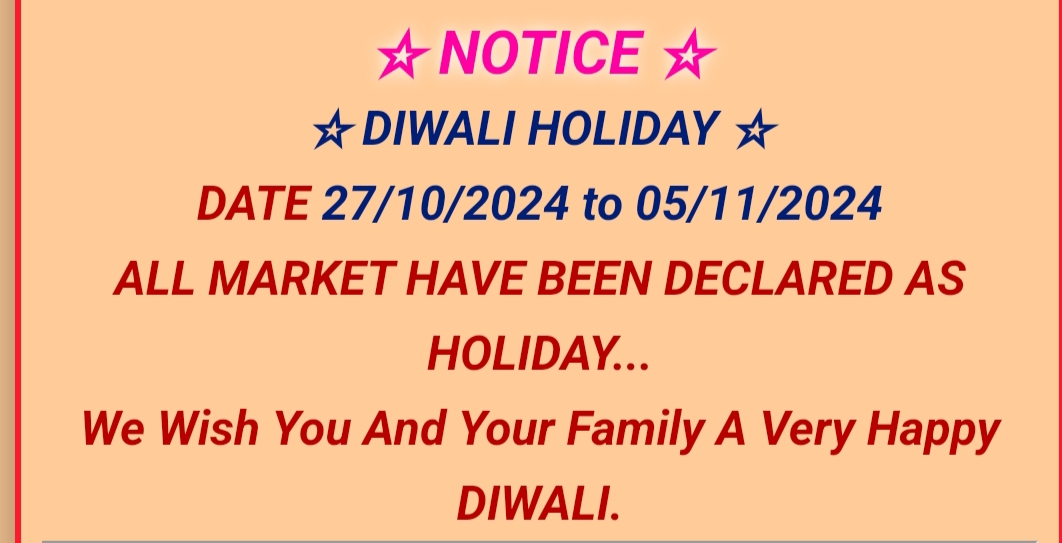 ☆ NOTICE ☆
☆ DIWALI HOLIDAY ☆
DATE 27/10/2024 to 05/11/2024
ALL MARKET HAVE BEEN DECLARED AS
HOLIDAY...
We Wish You And Your Family A Very Happy
DIWALI.